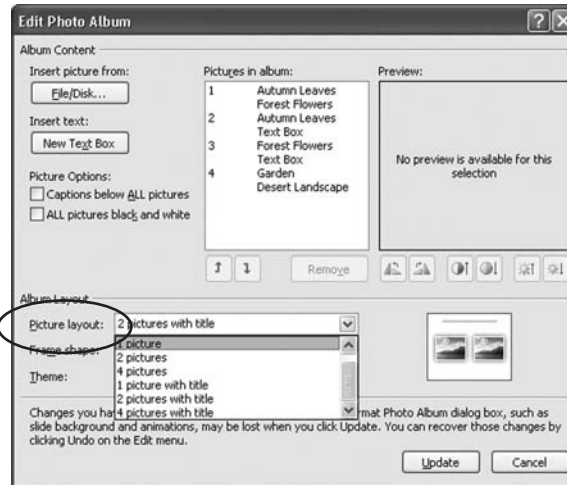 Edit Photo Album
Album Content
Insert picture from:
File/Disk...
Insert text:
New Text Box
Picture Options:
Captions below ALL pictures
ALL pictures black and white
Pictures in album:
1 Autumn Leaves
Forest Flowers
2 Autumn Leaves
Text Box
3 Forest Flowers
Text Box
4 Garden
Desert Landscape
Remove
Preview:
No preview is available for this
selection
Album Layout
Picture layout: 2 pictures with title
Frame shape:
Theme:
1 picture
2 pictures
4 pictures
1 picture with title
2 pictures with title
4 pictures with title
Changes you hav mat Photo Album dialog box, such as
slide background and animations, may be lost when you click Update. You can recover those changes by
clicking Undo on the Edit menu.
Update Cancel